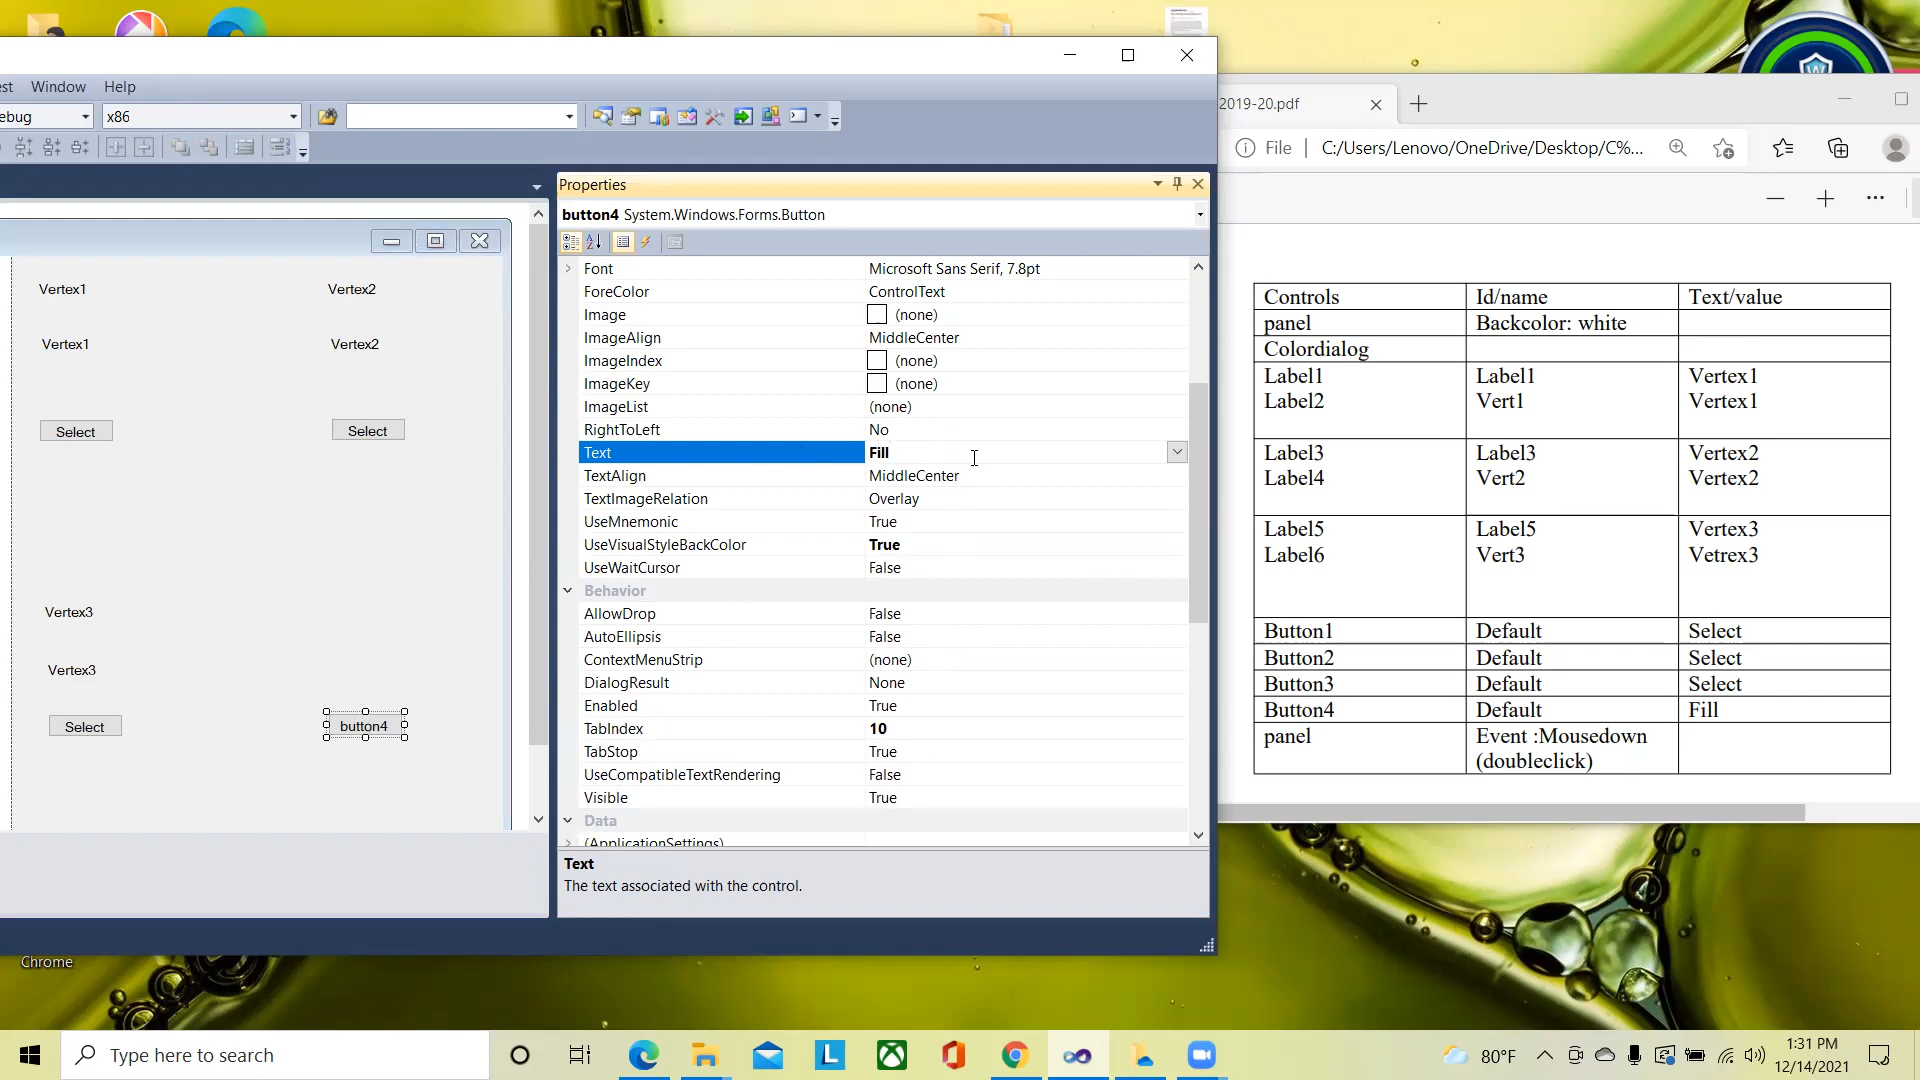 est Window Help
ebug x86
Properties
button4 System.Windows.Forms.Button
Font Microsoft Sans Serif, 7.8pt
ForeColor ControlText
Image (none)
ImageAlign MiddleCenter
ImageIndex (none)
ImageKey (none)
ImageList (none)
RightToLeft No
Text Fill
TextAlign MiddleCenter
TextImageRelation Overlay
UseMnemonic True
UseVisualStyleBackColor True
UseWaitCursor False
Behavior
AllowDrop False
AutoEllipsis False
ContextMenuStrip (none)
DialogResult None
Enabled True
TabIndex 10
TabStop True
UseCompatibleTextRendering False
Visible True
Data
(ApplicationSettings)
Text
The text associated with the control.
Vertex1 Vertex2
Vertex1 Vertex2
Select Select
Vertex3
Vertex3
Select button4
2019-20.pdf
File C:/Users/Lenovo/OneDrive/Desktop/C%...
Controls Id/name Text/value
panel Backcolor: white
Colordialog
Label1 Label1 Vertex1
Label2 Vert1 Vertex1
Label3 Label3 Vertex2
Label4 Vert2 Vertex2
Label5 Label5 Vertex3
Label6 Vert3 Vetrex3
Button1 Default Select
Button2 Default Select
Button3 Default Select
Button4 Default Fill
panel Event :Mousedown
(doubleclick)
Chrome
Type here to search
L
80°F
1:31 PM
12/14/2021